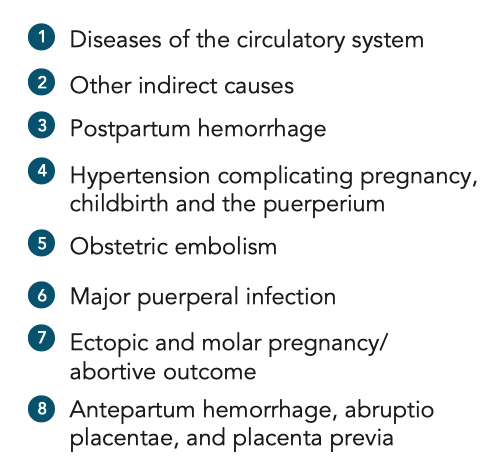 1 Diseases of the circulatory system
2 Other indirect causes
3 Postpartum hemorrhage
4 Hypertension complicating pregnancy,
childbirth and the puerperium
5 Obstetric embolism
6 Major puerperal infection
7 Ectopic and molar pregnancy/
abortive outcome
8 Antepartum hemorrhage, abruptio
placentae, and placenta previa